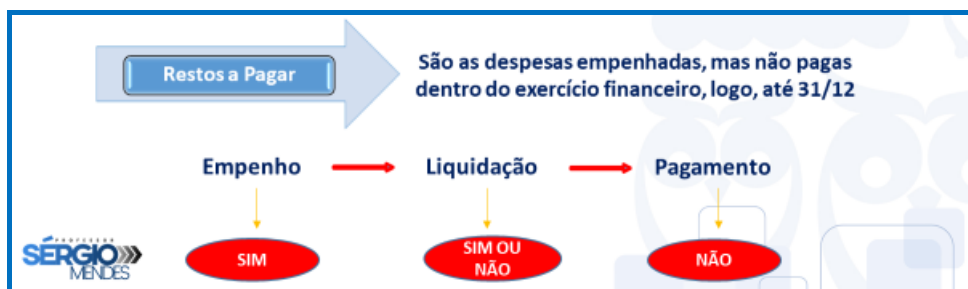 Restos a Pagar
São as despesas empenhadas, mas não pagas
dentro do exercício financeiro, logo, até 31/12
Empenho
Liquidação
Pagamento
PROFESSOR
SÉRGIO
MENDES
SIM
SIM OU
NÃO
NÃO